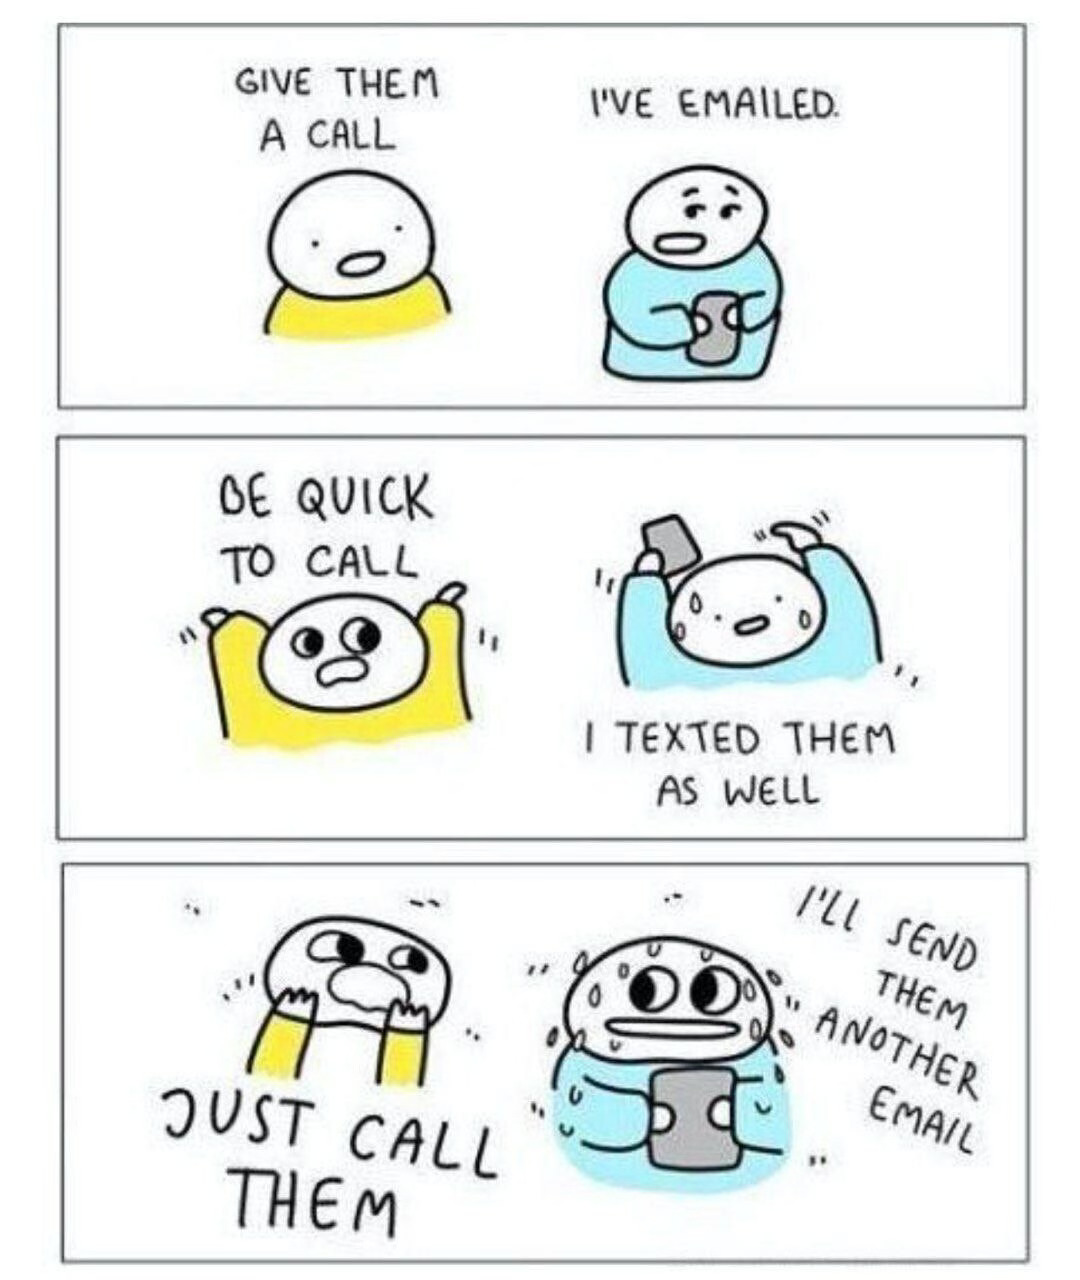 GIVE THEM
A CALL
I'VE EMAILED.
BE QUICK
TO CALL
I TEXTED THEM
AS WELL
JUST CALL
THEM
I'LL SEND
THEM
ANOTHER
EMAIL